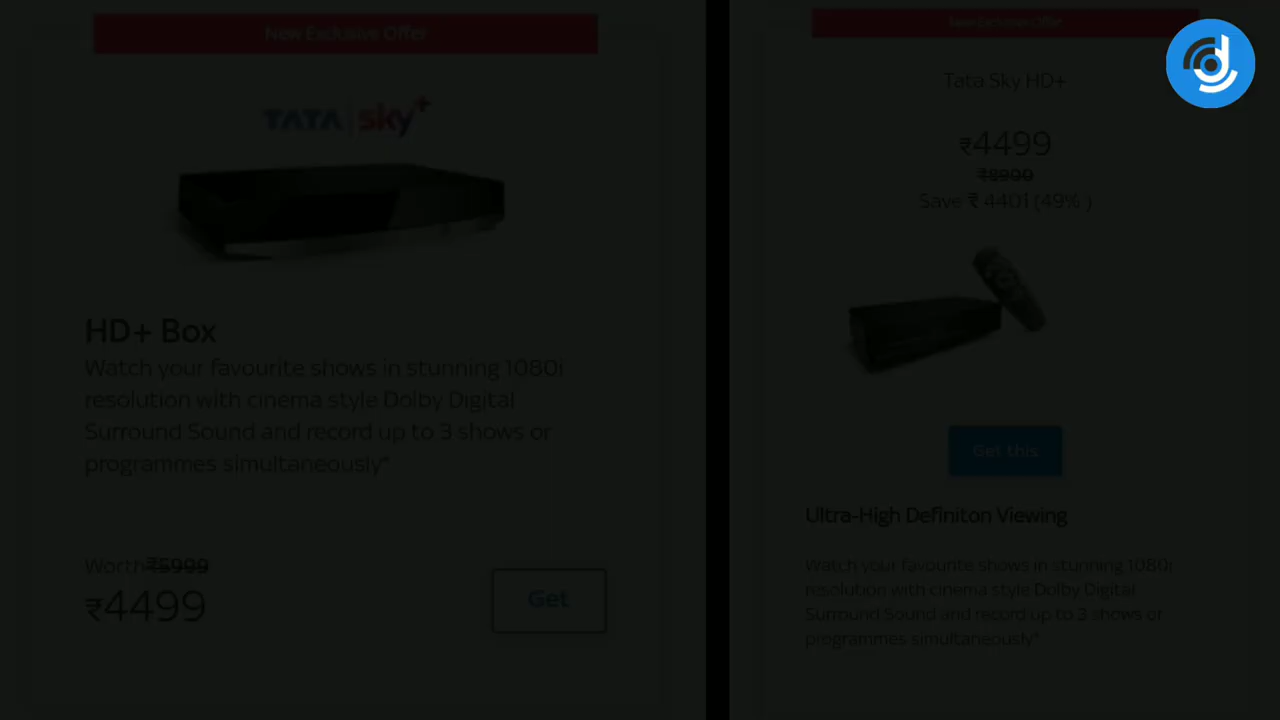 New Exclusive Offer
TATA sky+
HD+ Box
Watch your favourite shows in stunning 1080i
resolution with cinema style Dolby Digital
Surround Sound and record up to 3 shows or
programmes simultaneously*
Worth ₹5999
₹4499
Get
New Exclusive Offer
Tata Sky HD+
₹4499
₹8900
Save ₹ 4401 (49% )
Get this
Ultra-High Definiton Viewing
Watch your favourite shows in stunning 1080i
resolution with cinema style Dolby Digital
Surround Sound and record up to 3 shows or
programmes simultaneously*